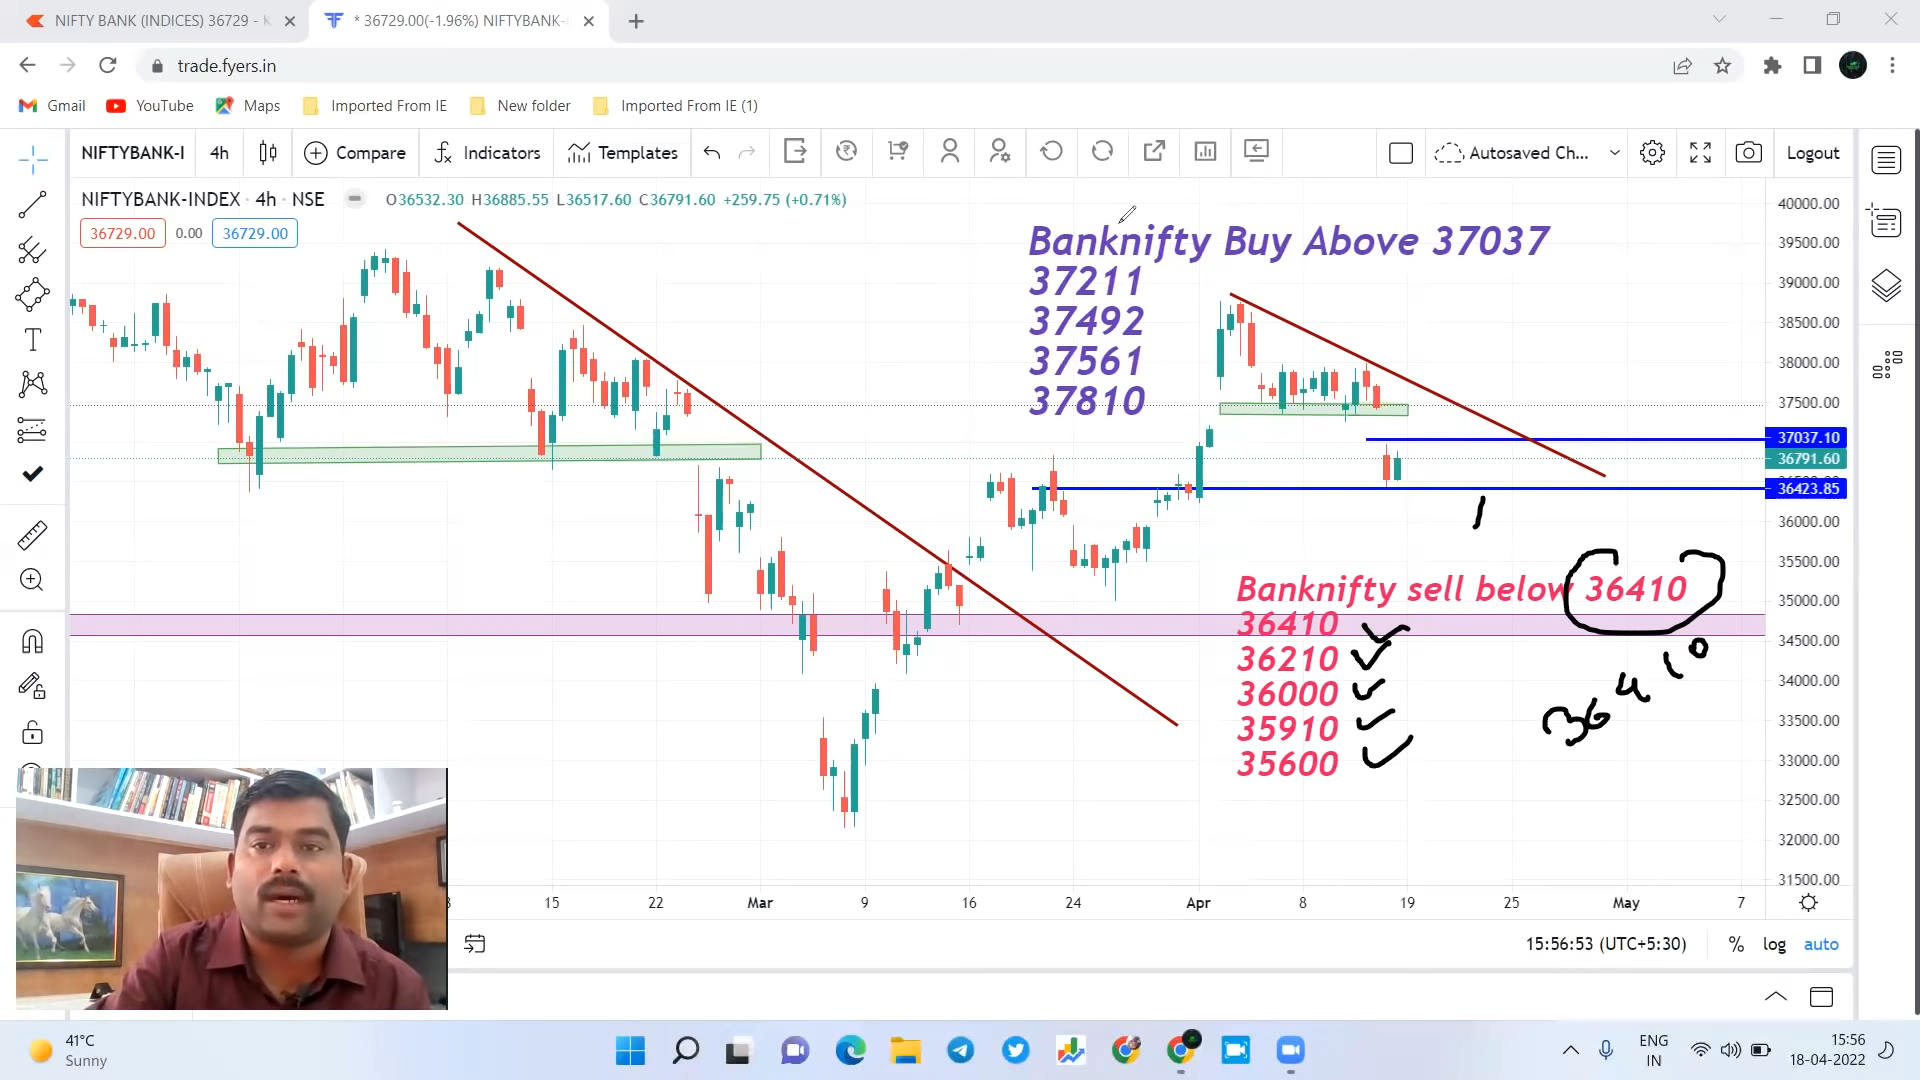 NIFTY BANK (INDICES) 36729 - K
* 36729.00(-1.96%) NIFTYBANK-
trade.fyers.in
Gmail
YouTube
Maps
Imported From IE
New folder
Imported From IE (1)
NIFTYBANK-I
4h
Compare
Indicators
Templates
Autosaved Ch...
Logout
NIFTYBANK-INDEX · 4h · NSE
O36532.30 H36885.55 L36517.60 C36791.60 +259.75 (+0.71%)
36729.00 0.00 36729.00
Banknifty Buy Above 37037
37211
37492
37561
37810
Banknifty sell below 36410
36410
36210
36000
35910
35600
36410
40000.00
39500.00
39000.00
38500.00
38000.00
37500.00
37037.10
36791.60
36423.85
36000.00
35500.00
35000.00
34500.00
34000.00
33500.00
33000.00
32500.00
32000.00
31500.00
15 22 Mar 9 16 24 Apr 8 19 25 May 7
15:56:53 (UTC+5:30)
% log auto
41°C
Sunny
ENG
IN
15:56
18-04-2022